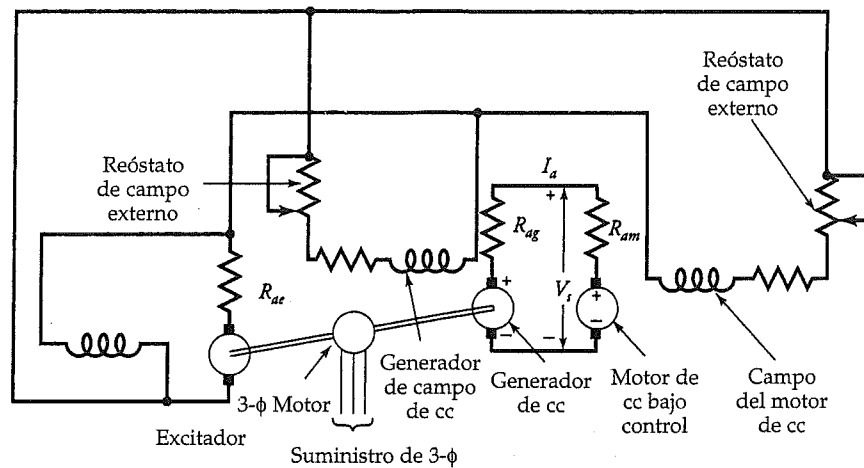 Reóstato
de campo
externo
Reóstato
de campo
externo
I_a
+
R_ag
R_am
R_ae
+
V_s
+
−
−
−
3-ϕ Motor
Generador
de campo
de cc
Generador
de cc
Motor de
cc bajo
control
Campo
del motor
de cc
Excitador
Suministro de 3-ϕ